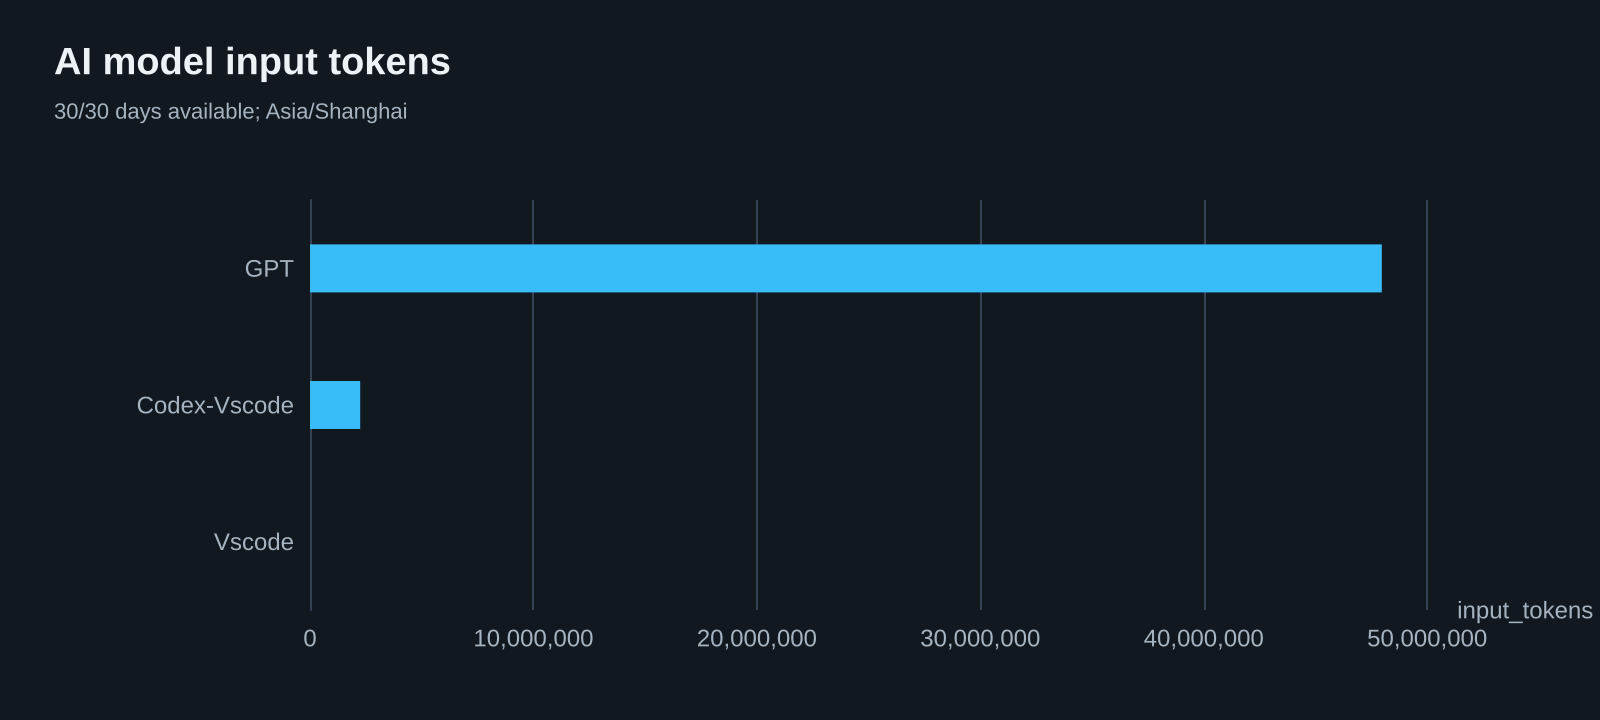 AI model input tokens
30/30 days available; Asia/Shanghai
GPT
Codex-Vscode
Vscode
input_tokens
0 10,000,000 20,000,000 30,000,000 40,000,000 50,000,000